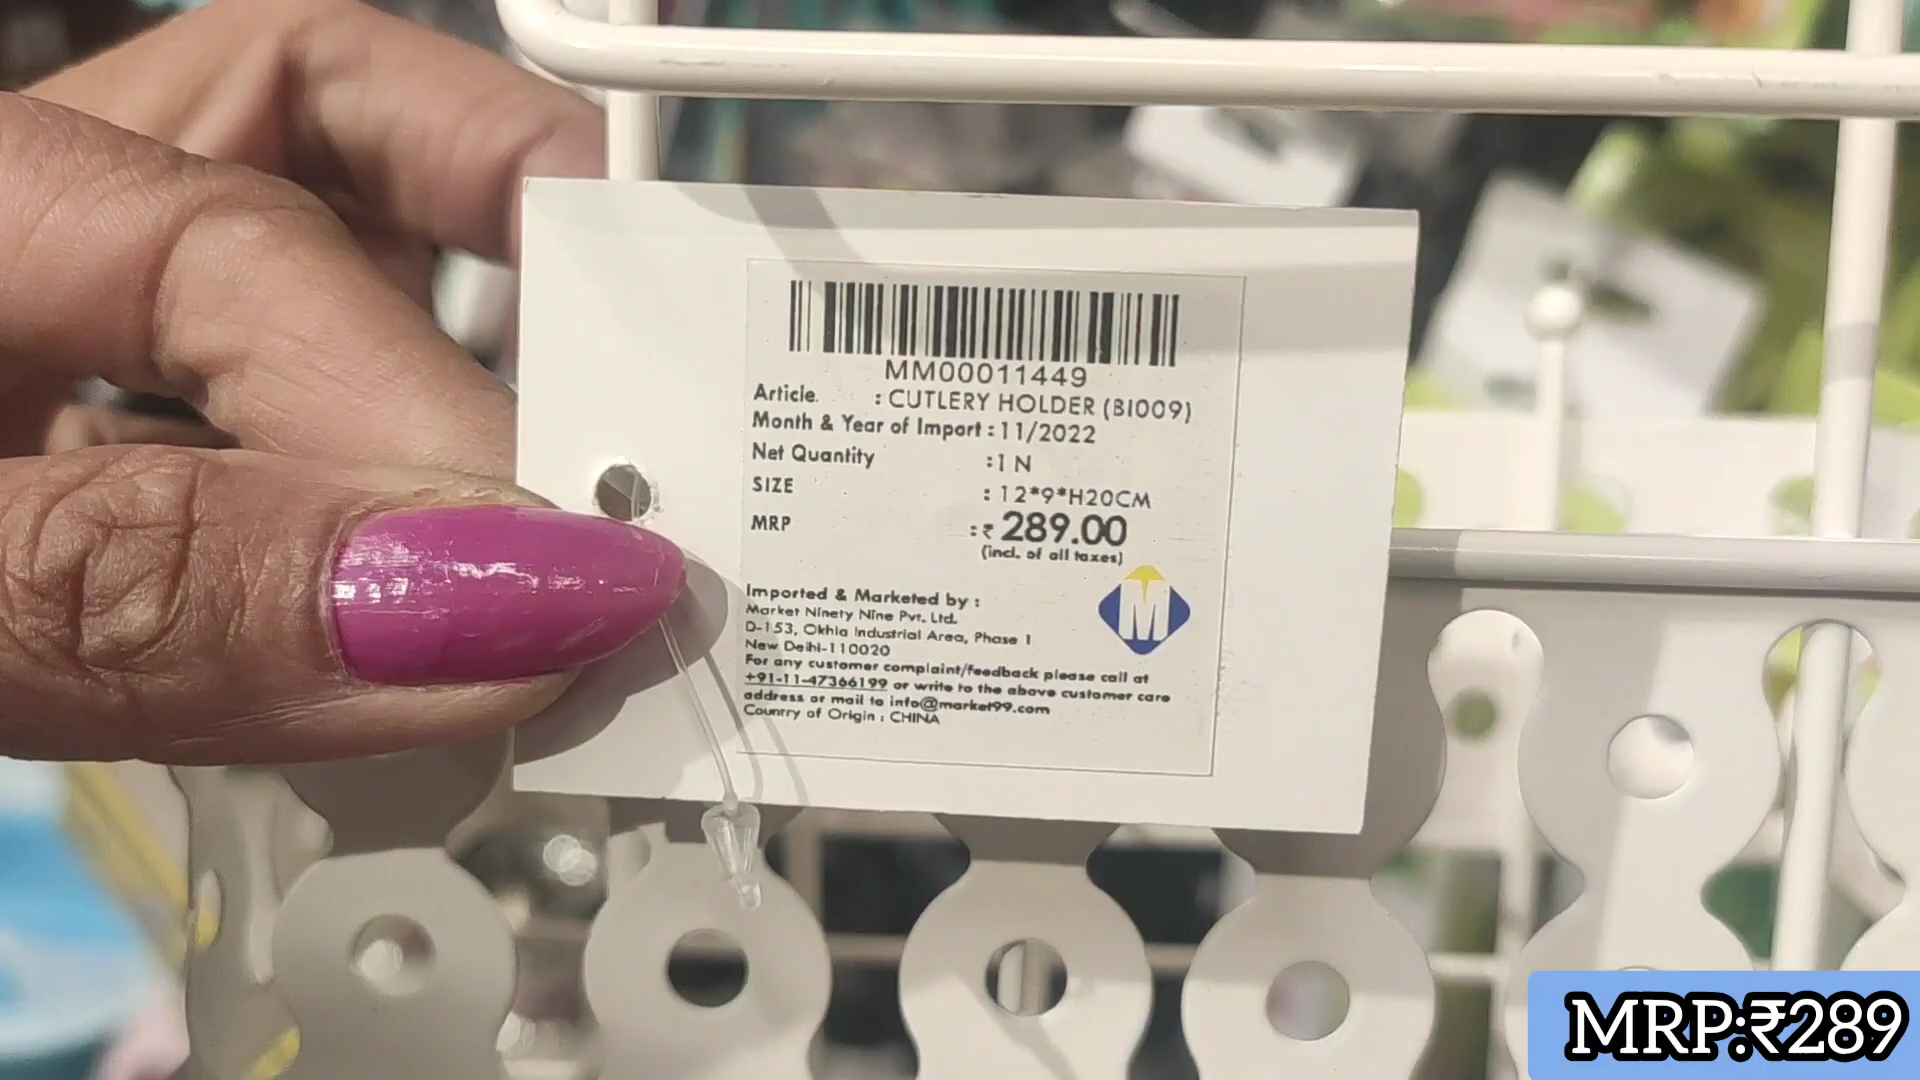 MM00011449
Article. : CUTLERY HOLDER (BI009)
Month & Year of Import : 11/2022
Net Quantity :1 N
SIZE : 12*9*H20CM
MRP :₹ 289.00
(incl. of all taxes)
Imported & Marketed by :
Market Ninety Nine Pvt. Ltd.
D-153, Okhla Industrial Area, Phase 1
New Delhi-110020
For any customer complaint/feedback please call at
+91-11-47366199 or write to the above customer care
address or mail to info@market99.com
Country of Origin : CHINA
M
MRP:₹289